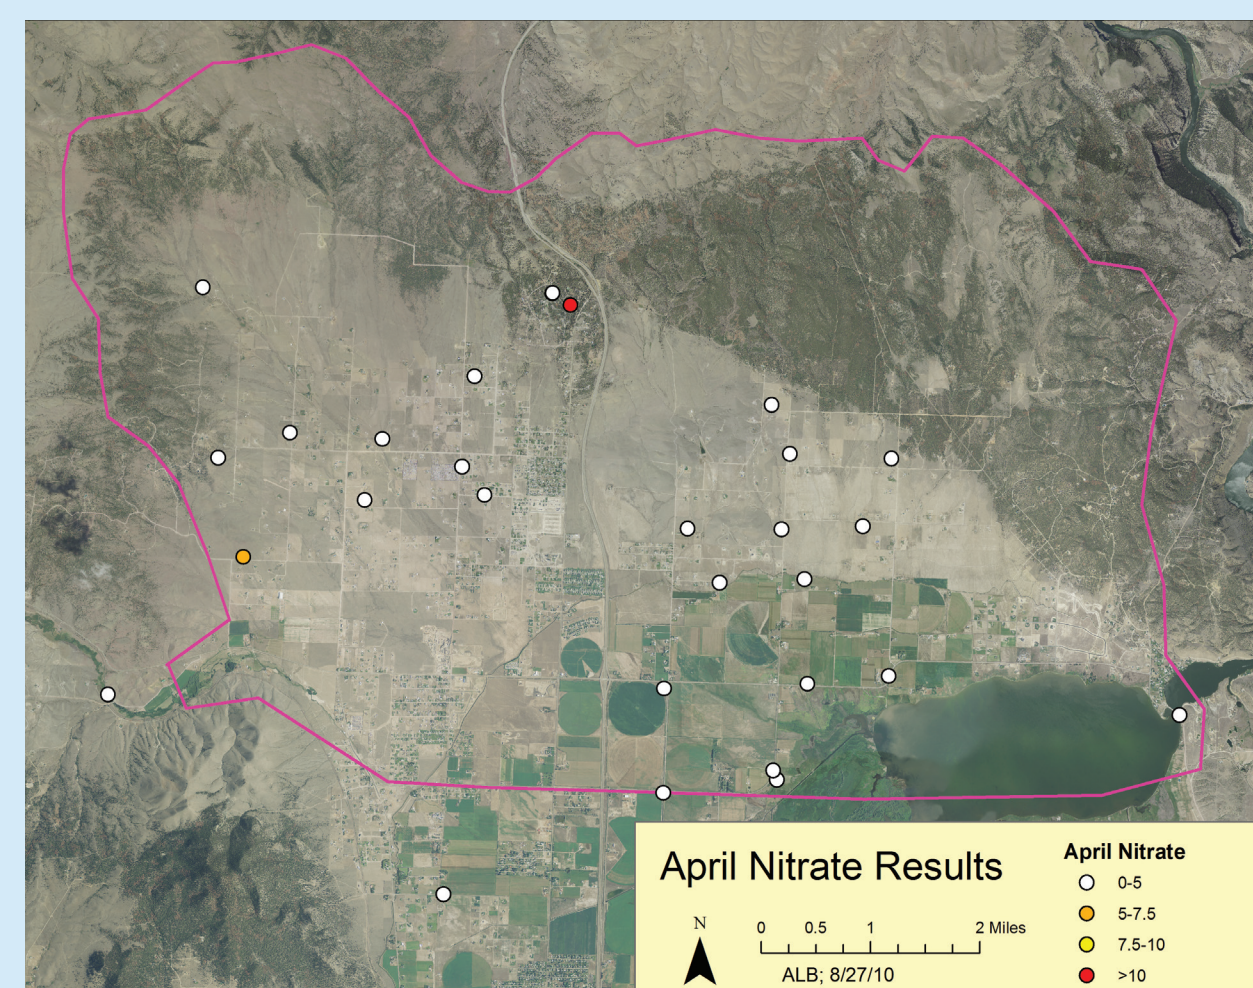 April Nitrate Results
N
0 0.5 1 2 Miles
ALB; 8/27/10
April Nitrate
0-5
5-7.5
7.5-10
>10